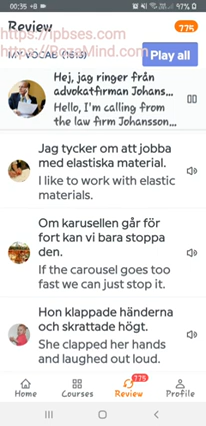 00:35
97%
Review
77%
https://ipbses.com
https://RozaMind.com
MY VOCAB (1613)
Play all
Hej, jag ringer från
advokatfirman Johans...
Hello, I'm calling from
the law firm Johansson...
Jag tycker om att jobba
med elastiska material.
I like to work with elastic
materials.
Om karusellen går för
fort kan vi bara stoppa
den.
If the carousel goes too
fast we can just stop it.
Hon klappade händerna
och skrattade högt.
She clapped her hands
and laughed out loud.
776
Home Courses Review Profile